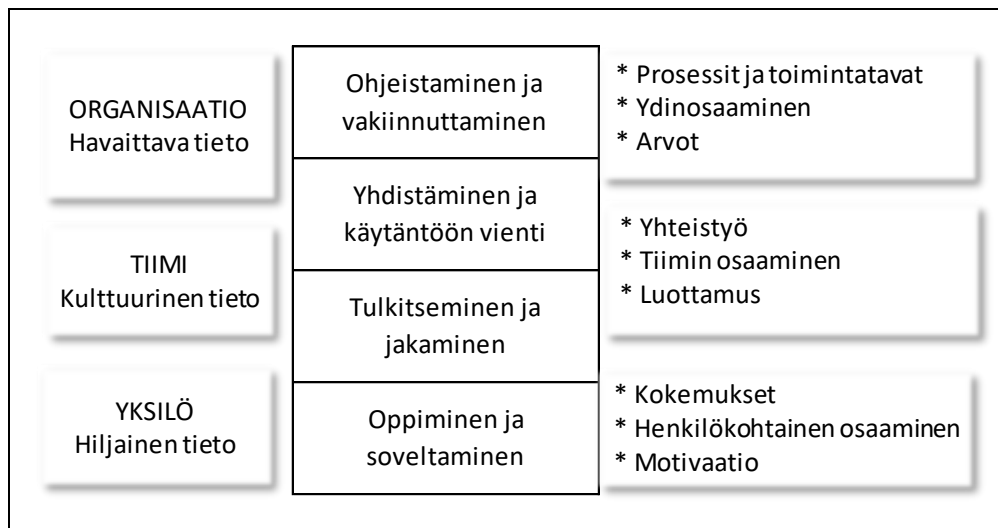 ORGANISAATIO
Havaittava tieto
TIIMI
Kulttuurinen tieto
YKSILÖ
Hiljainen tieto
Ohjeistaminen ja
vakiinnuttaminen
Yhdistäminen ja
käytäntöön vienti
Tulkitseminen ja
jakaminen
Oppiminen ja
soveltaminen
* Prosessit ja toimintatavat
* Ydinosaaminen
* Arvot
* Yhteistyö
* Tiimin osaaminen
* Luottamus
* Kokemukset
* Henkilökohtainen osaaminen
* Motivaatio